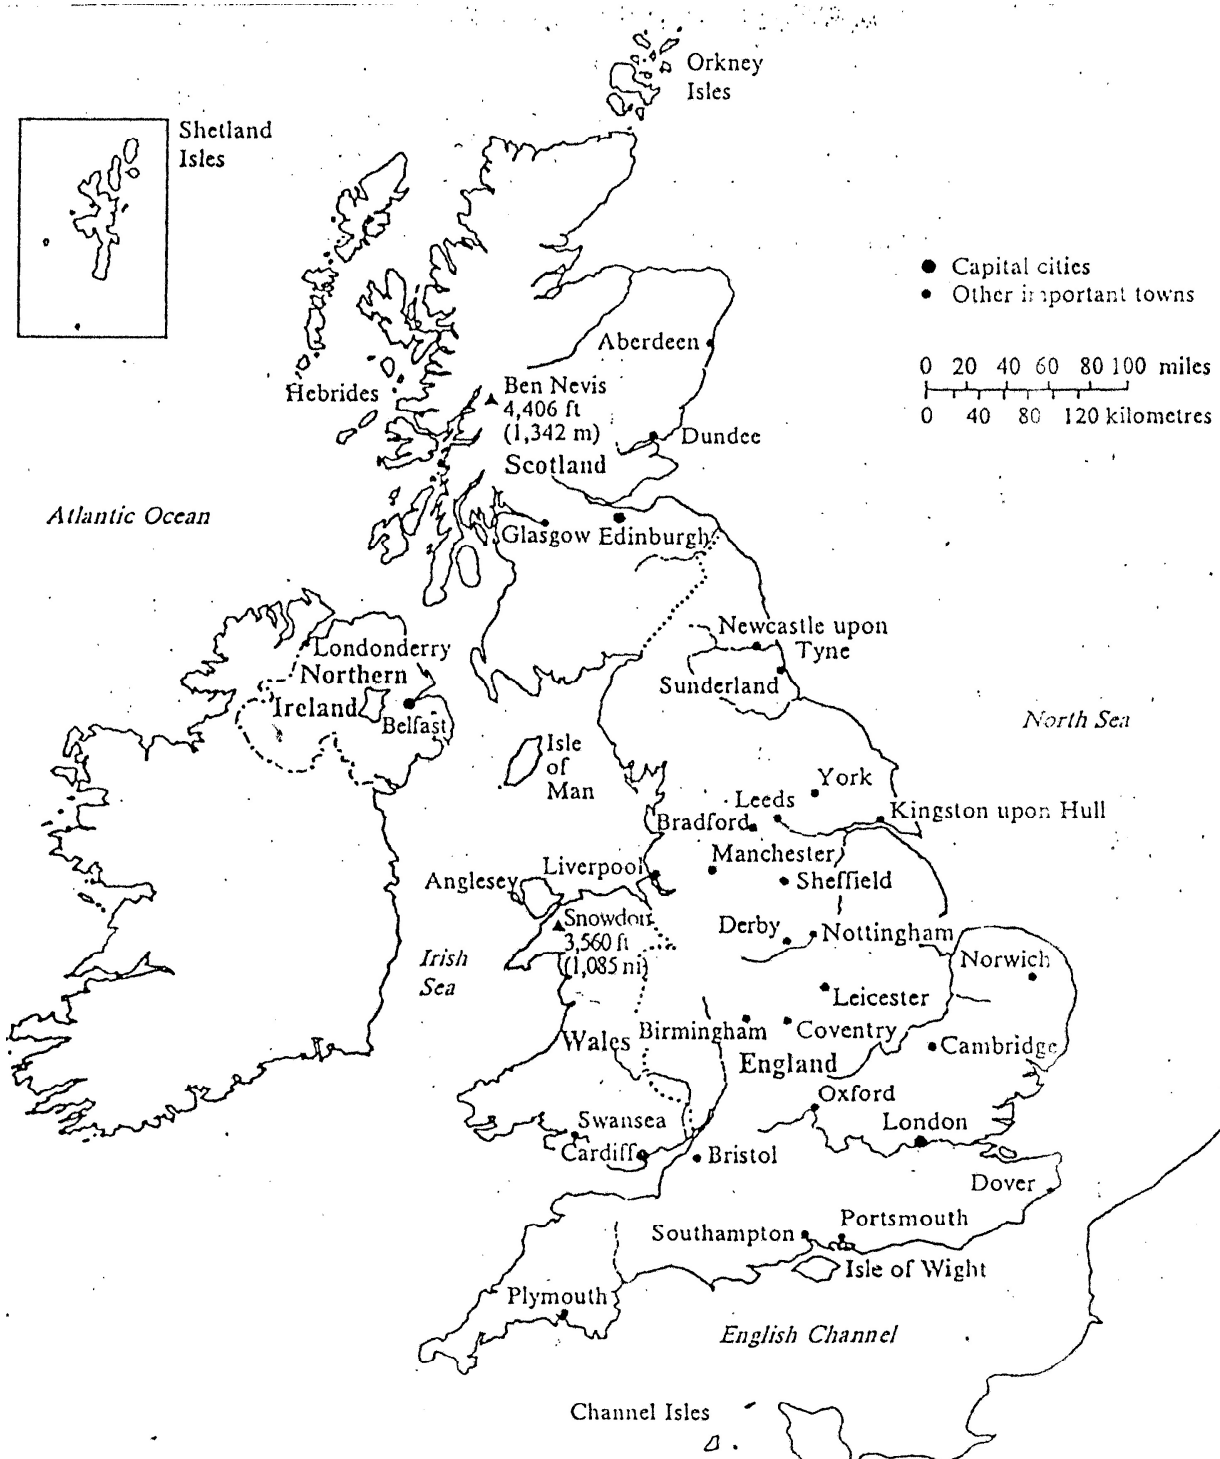 Orkney
Isles
Shetland
Isles
Capital cities
Other important towns
Aberdeen
0 20 40 60 80 100 miles
0 40 80 120 kilometres
Hebrides
Ben Nevis
4,406 ft
(1,342 m)
Dundee
Scotland
Atlantic Ocean
Glasgow
Edinburgh
Londonderry
Northern
Ireland
Belfast
Newcastle upon
Tyne
Sunderland
North Sea
Isle
of
Man
York
Leeds
Bradford
Kingston upon Hull
Manchester
Liverpool
Sheffield
Anglesey
Snowdon
3,560 ft
(1,085 m)
Derby
Nottingham
Norwich
Irish
Sea
Leicester
Wales
Birmingham
Coventry
England
Cambridge
Oxford
Swansea
London
Cardiff
Bristol
Dover
Southampton
Portsmouth
Isle of Wight
Plymouth
English Channel
Channel Isles